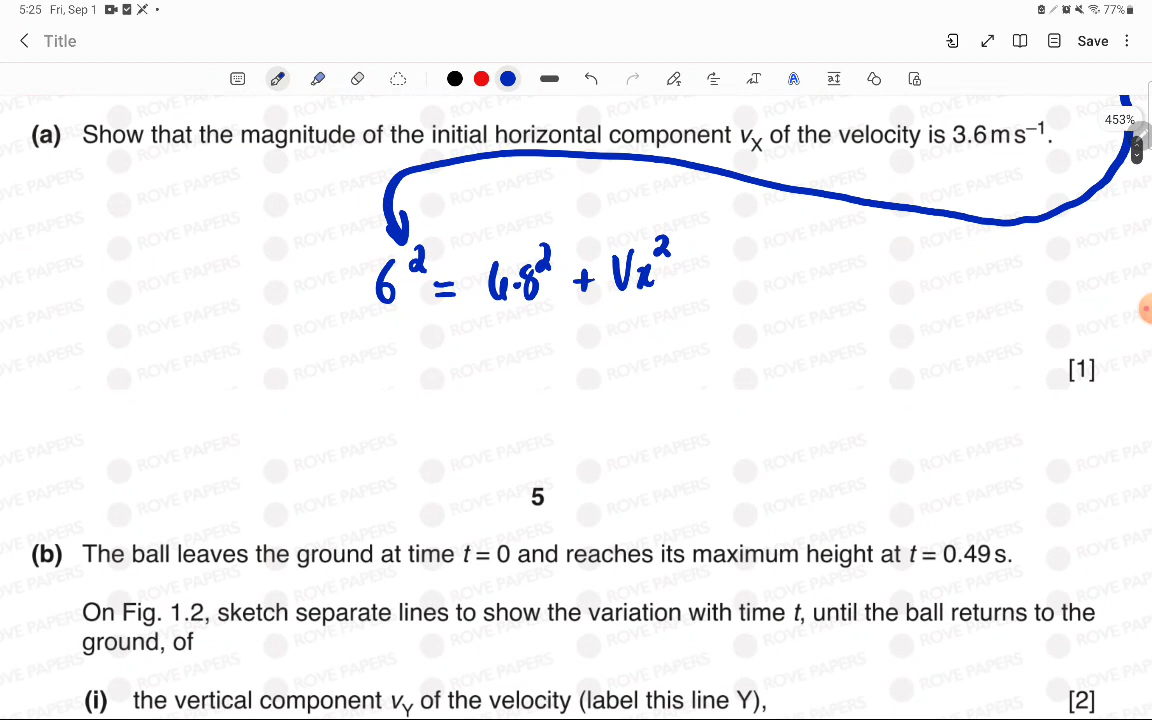 5:25 Fri, Sep 1 77%
Title Save
453%
(a) Show that the magnitude of the initial horizontal component vX of the velocity is 3.6 m s⁻¹.
6² = 4.8² + Vx²
[1]
5
(b) The ball leaves the ground at time t = 0 and reaches its maximum height at t = 0.49 s.
On Fig. 1.2, sketch separate lines to show the variation with time t, until the ball returns to the
ground, of
(i) the vertical component vY of the velocity (label this line Y), [2]
ROVE PAPERS